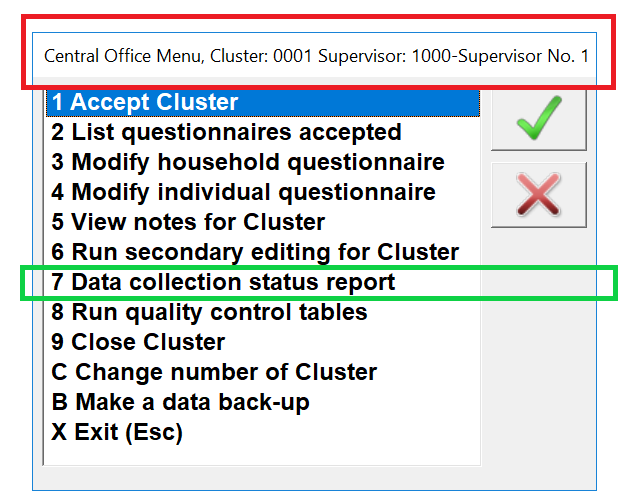 Central Office Menu, Cluster: 0001 Supervisor: 1000-Supervisor No. 1
1 Accept Cluster
2 List questionnaires accepted
3 Modify household questionnaire
4 Modify individual questionnaire
5 View notes for Cluster
6 Run secondary editing for Cluster
7 Data collection status report
8 Run quality control tables
9 Close Cluster
C Change number of Cluster
B Make a data back-up
X Exit (Esc)